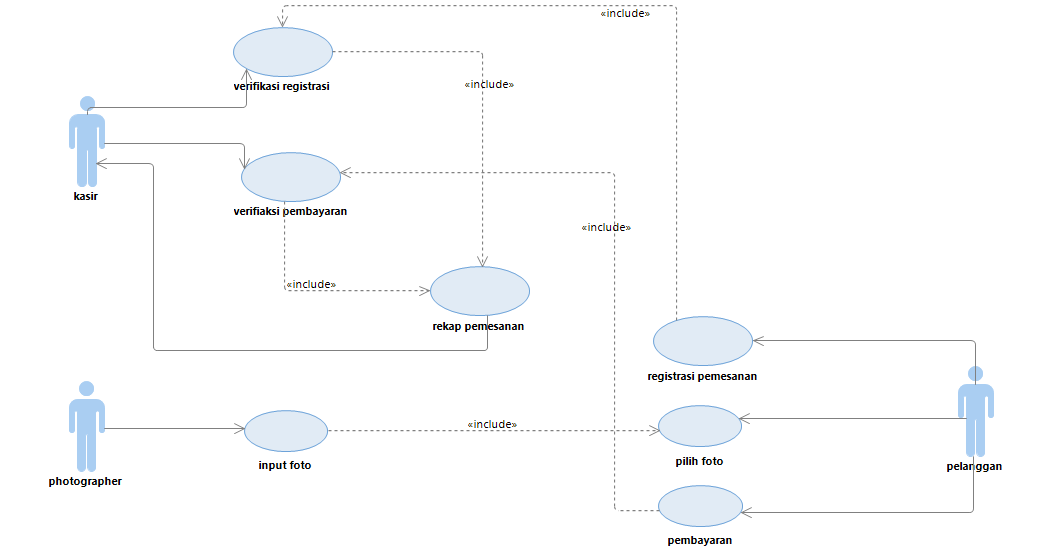 «include»
verifikasi registrasi
«include»
kasir
verifiaksi pembayaran
«include»
«include»
rekap pemesanan
registrasi pemesanan
«include»
input foto
pilih foto
pelanggan
photographer
pembayaran